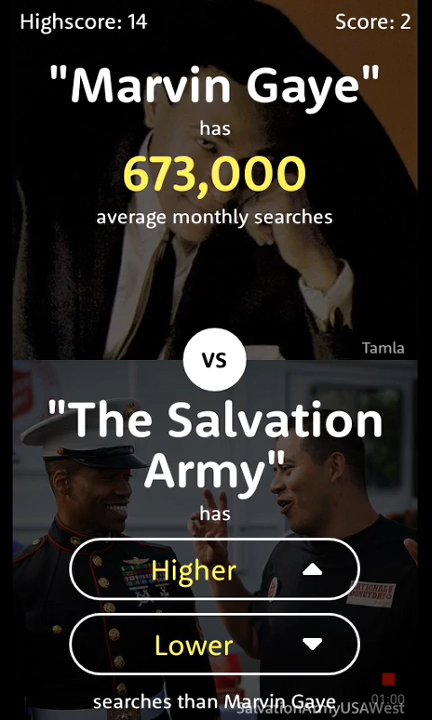 Highscore: 14
Score: 2
"Marvin Gaye"
has
673,000
average monthly searches
Tamla
VS
"The Salvation
Army"
has
Higher
Lower
searches than Marvin Gaye
01:00
SalvationArmyUSAWest